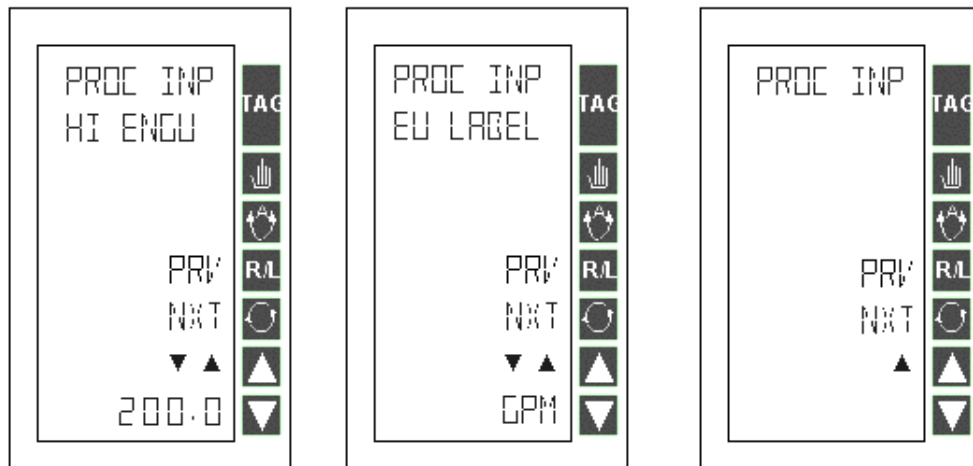 PROC INP
HI ENGU
TAG
PRV
R/L
NXT
200.0
PROC INP
EU LABEL
TAG
PRV
R/L
NXT
GPM
PROC INP
TAG
PRV
R/L
NXT